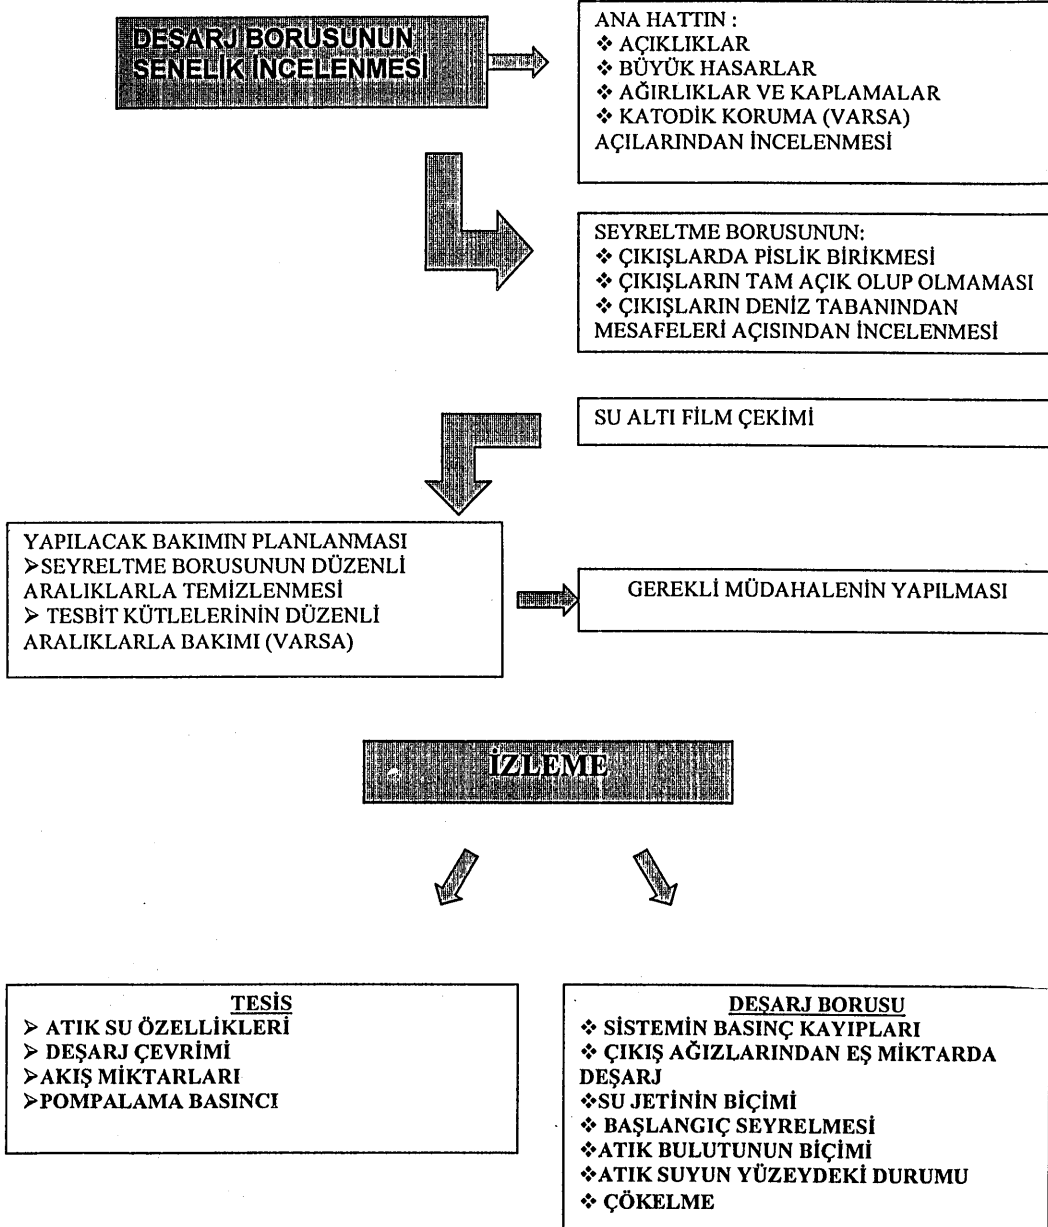 DEŞARJ BORUSUNUN
SENELİK İNCELENMESİ
ANA HATTIN :
❖ AÇIKLIKLAR
❖ BÜYÜK HASARLAR
❖ AĞIRLIKLAR VE KAPLAMALAR
❖ KATODİK KORUMA (VARSA)
AÇILARINDAN İNCELENMESİ
SEYRELTME BORUSUNUN:
❖ ÇIKIŞLARDA PİSLİK BİRİKMESİ
❖ ÇIKIŞLARIN TAM AÇIK OLUP OLMAMASI
❖ ÇIKIŞLARIN DENİZ TABANINDAN
MESAFELERİ AÇISINDAN İNCELENMESİ
SU ALTI FİLM ÇEKİMİ
YAPILACAK BAKIMIN PLANLANMASI
➢SEYRELTME BORUSUNUN DÜZENLİ
ARALIKLARLA TEMİZLENMESİ
➢ TESBİT KÜTLELERİNİN DÜZENLİ
ARALIKLARLA BAKIMI (VARSA)
GEREKLİ MÜDAHALENİN YAPILMASI
İZLEME
TESİS
➢ ATIK SU ÖZELLİKLERİ
➢ DEŞARJ ÇEVRİMİ
➢AKIŞ MİKTARLARI
➢POMPALAMA BASINCI
DEŞARJ BORUSU
❖ SİSTEMİN BASINÇ KAYIPLARI
❖ ÇIKIŞ AĞIZLARINDAN EŞ MİKTARDA
DEŞARJ
❖SU JETİNİN BİÇİMİ
❖ BAŞLANGIÇ SEYRELMESİ
❖ATIK BULUTUNUN BİÇİMİ
❖ATIK SUYUN YÜZEYDEKİ DURUMU
❖ ÇÖKELME